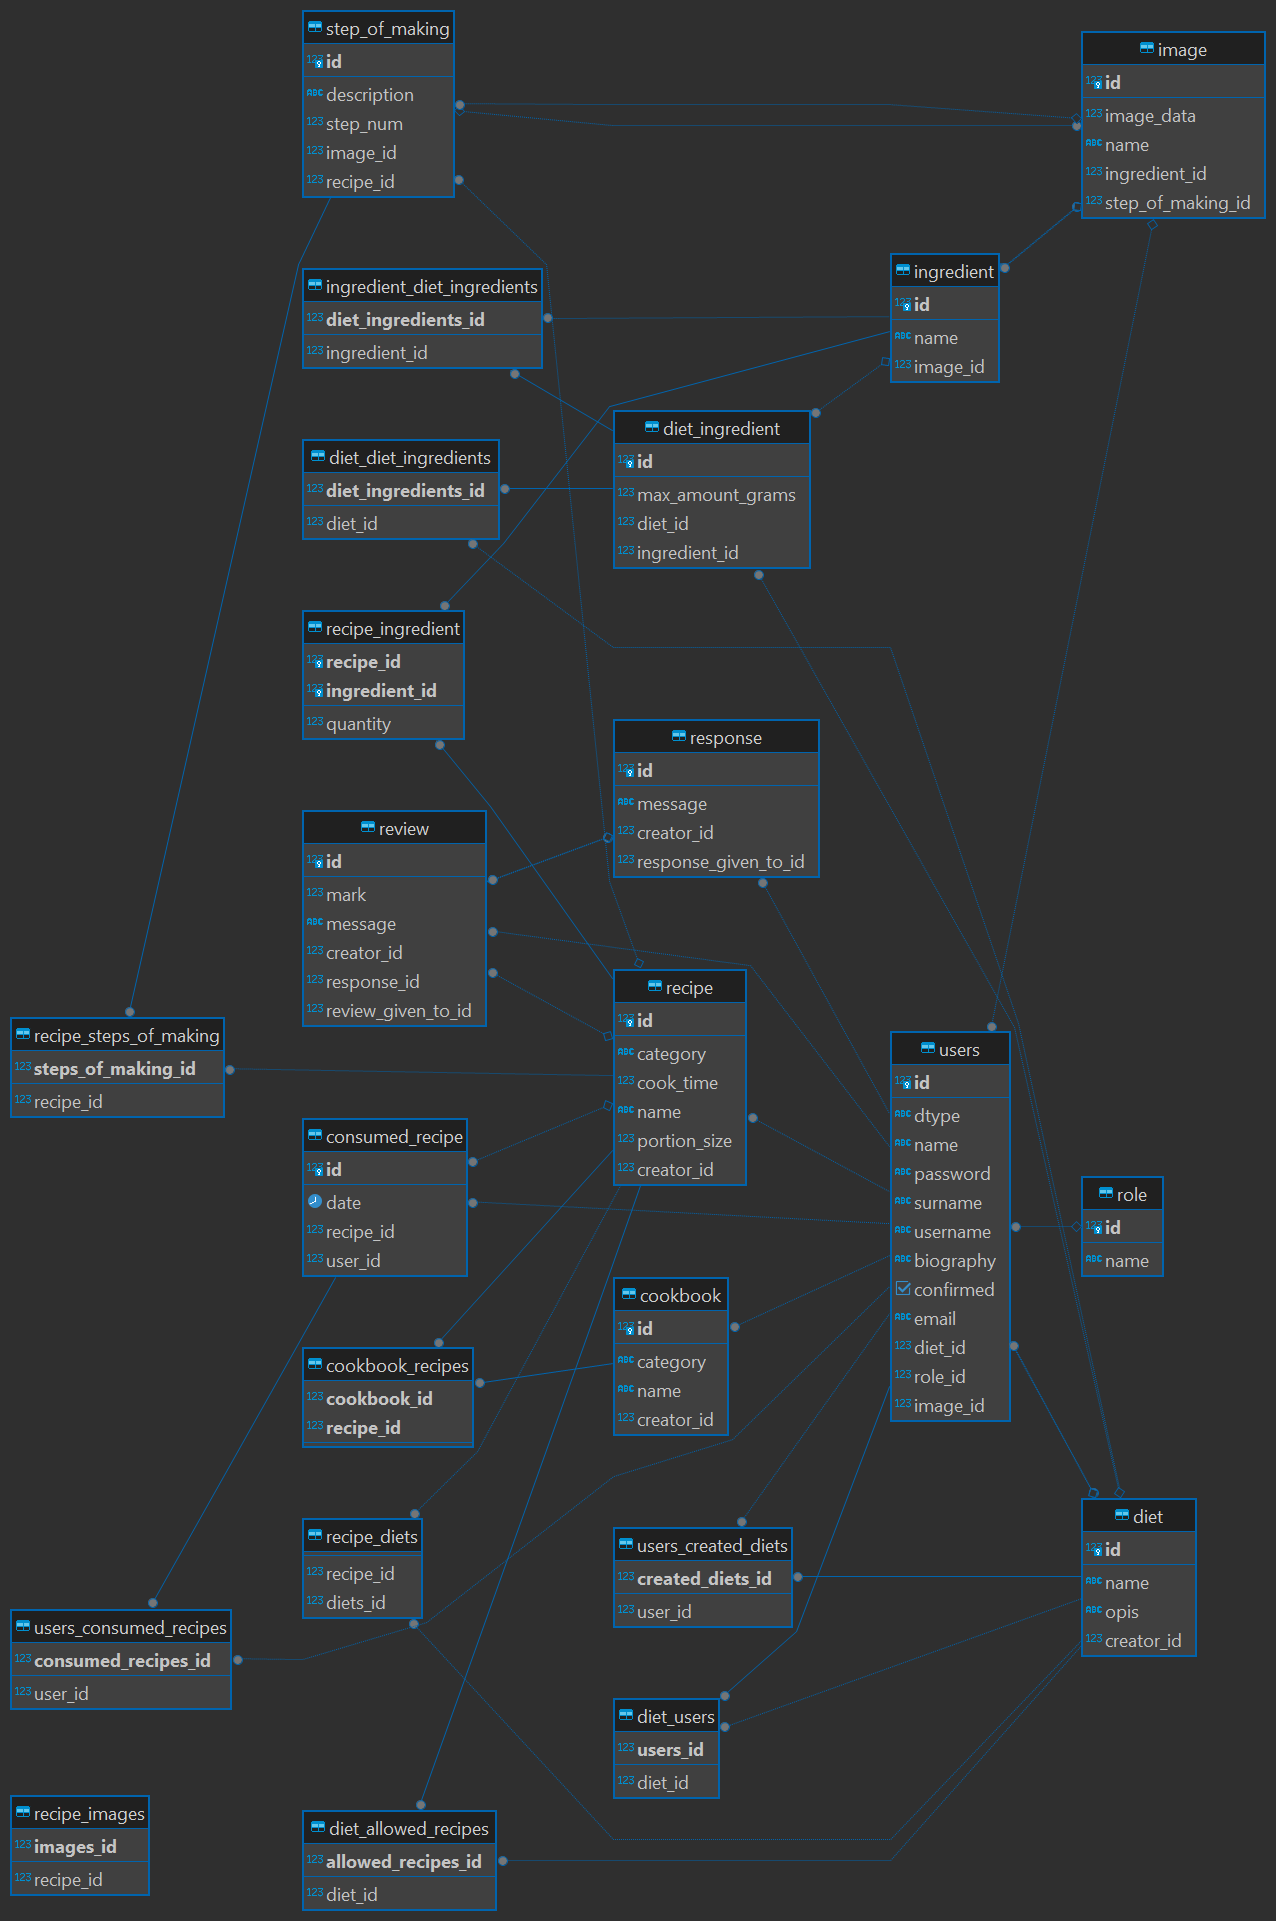 step_of_making
id
description
step_num
image_id
recipe_id
image
id
image_data
name
ingredient_id
step_of_making_id
ingredient_diet_ingredients
diet_ingredients_id
ingredient_id
ingredient
id
name
image_id
diet_ingredient
id
max_amount_grams
diet_id
ingredient_id
diet_diet_ingredients
diet_ingredients_id
diet_id
recipe_ingredient
recipe_id
ingredient_id
quantity
response
id
message
creator_id
response_given_to_id
review
id
mark
message
creator_id
response_id
review_given_to_id
recipe
id
category
cook_time
name
portion_size
creator_id
recipe_steps_of_making
steps_of_making_id
recipe_id
users
id
dtype
name
password
surname
username
biography
confirmed
email
diet_id
role_id
image_id
consumed_recipe
id
date
recipe_id
user_id
role
id
name
cookbook
id
category
name
creator_id
cookbook_recipes
cookbook_id
recipe_id
recipe_diets
recipe_id
diets_id
users_created_diets
created_diets_id
user_id
diet
id
name
opis
creator_id
users_consumed_recipes
consumed_recipes_id
user_id
diet_users
users_id
diet_id
recipe_images
images_id
recipe_id
diet_allowed_recipes
allowed_recipes_id
diet_id